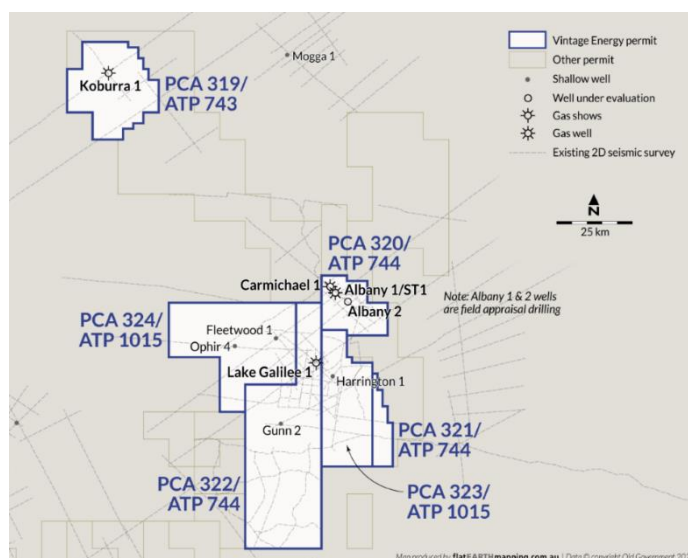 Mogga 1
Koburra 1
PCA 319/
ATP 743
Vintage Energy permit
Other permit
Shallow well
Well under evaluation
Gas shows
Gas well
Existing 2D seismic survey
N
25 km
PCA 320/
ATP 744
Carmichael 1
Albany 1/ST1
Albany 2
Note: Albany 1 & 2 wells
are field appraisal drilling
PCA 324/
ATP 1015
Fleetwood 1
Ophir 4
Lake Galilee 1
Harrington 1
Gunn 2
PCA 321/
ATP 744
PCA 322/
ATP 744
PCA 323/
ATP 1015
Map produced by flatEARTHmapping.com.au | Data © copyright Qld Government